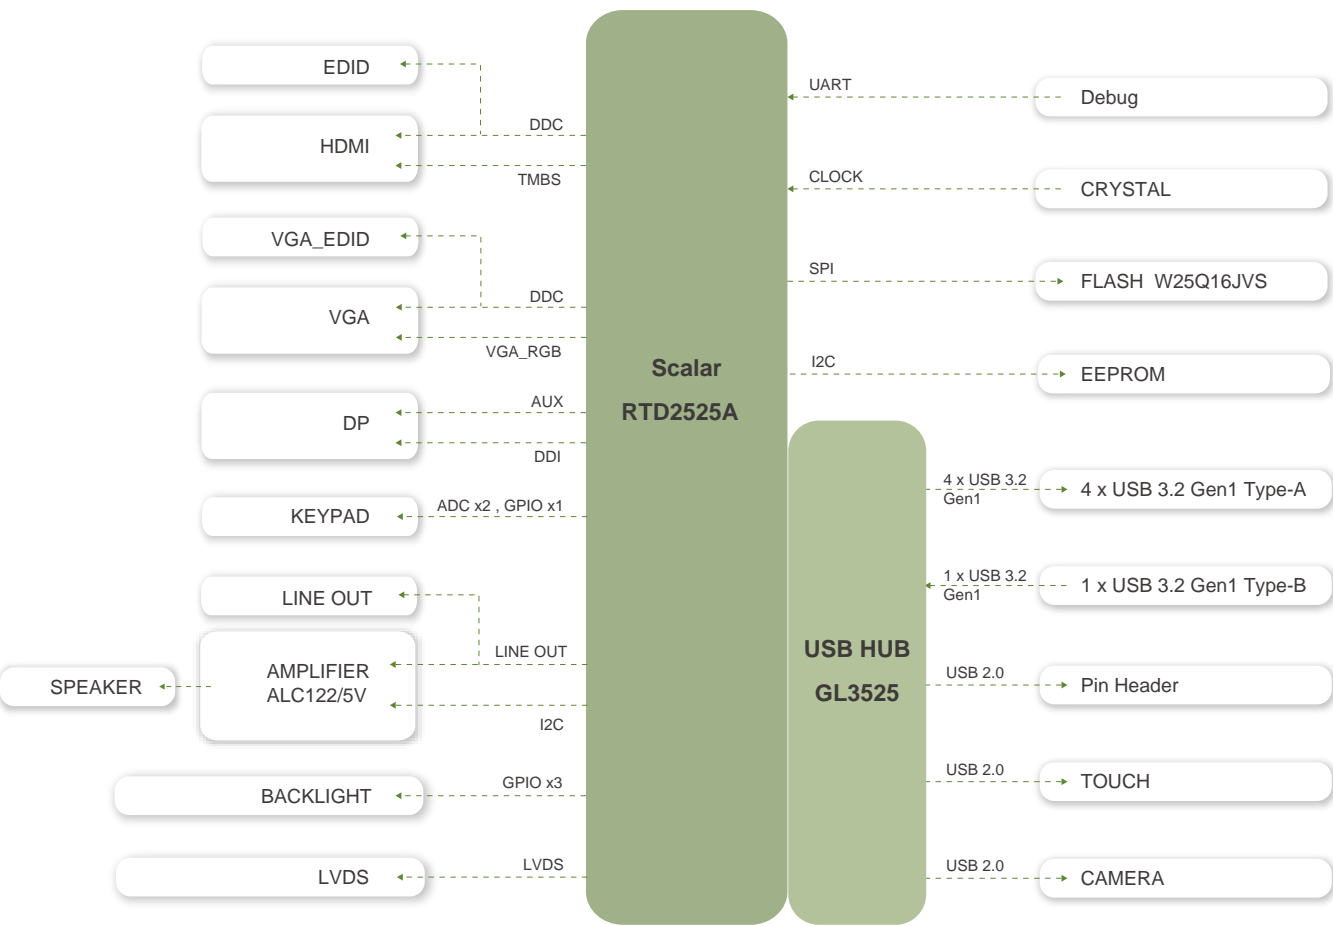 EDID
DDC
HDMI
TMBS
VGA_EDID
DDC
VGA
VGA_RGB
AUX
DP
DDI
KEYPAD
ADC x2 , GPIO x1
LINE OUT
LINE OUT
AMPLIFIER
ALC122/5V
SPEAKER
I2C
GPIO x3
BACKLIGHT
LVDS
LVDS
Scalar
RTD2525A
UART
Debug
CLOCK
CRYSTAL
SPI
FLASH W25Q16JVS
I2C
EEPROM
USB HUB
GL3525
4 x USB 3.2
Gen1
4 x USB 3.2 Gen1 Type-A
1 x USB 3.2
Gen1
1 x USB 3.2 Gen1 Type-B
USB 2.0
Pin Header
USB 2.0
TOUCH
USB 2.0
CAMERA